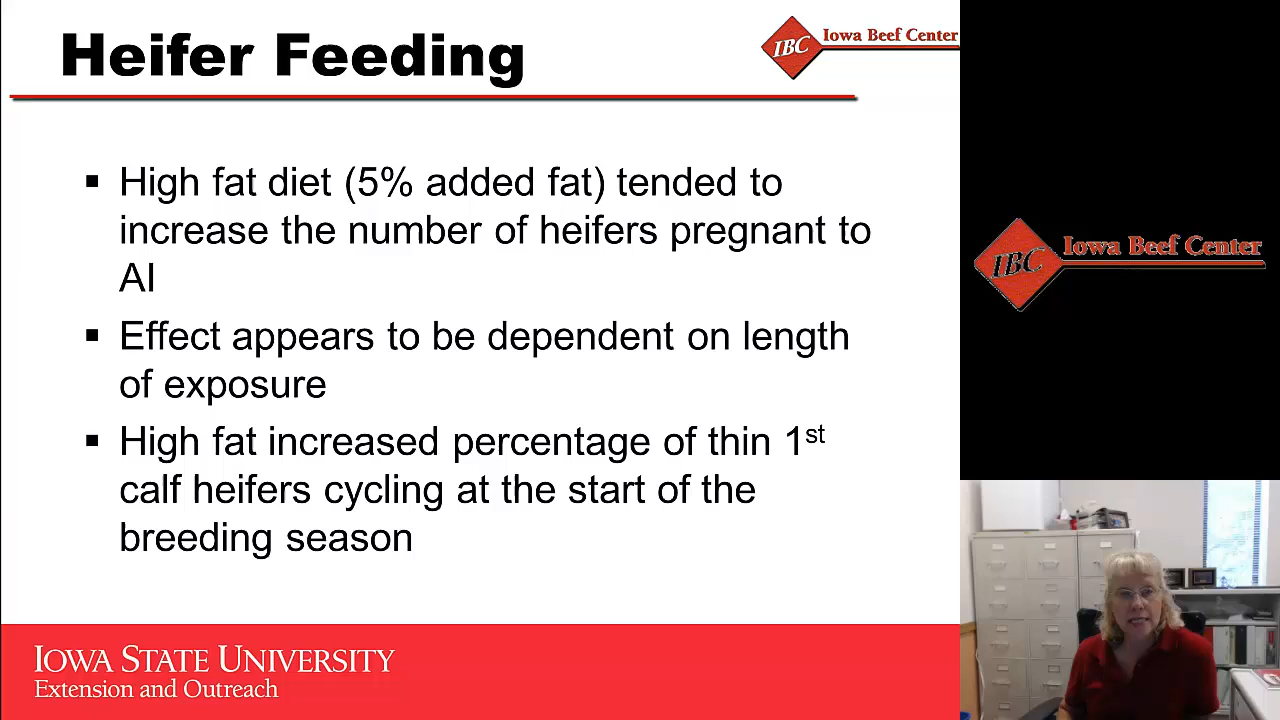 Heifer Feeding
IBC Iowa Beef Center
▪ High fat diet (5% added fat) tended to
increase the number of heifers pregnant to
AI
▪ Effect appears to be dependent on length
of exposure
▪ High fat increased percentage of thin 1st
calf heifers cycling at the start of the
breeding season
IBC Iowa Beef Center
IOWA STATE UNIVERSITY
Extension and Outreach